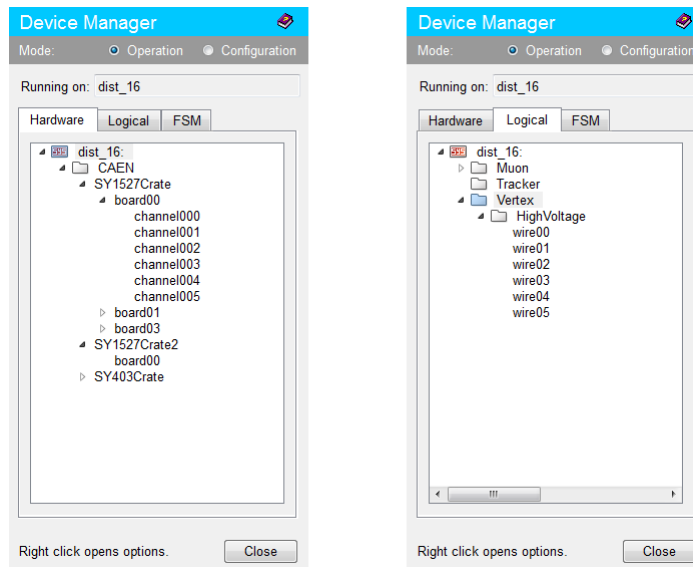 Device Manager
Mode: Operation Configuration
Running on: dist_16
Hardware Logical FSM
dist_16:
CAEN
SY1527Crate
board00
channel000
channel001
channel002
channel003
channel004
channel005
board01
board03
SY1527Crate2
board00
SY403Crate
Right click opens options. Close
Device Manager
Mode: Operation Configuration
Running on: dist_16
Hardware Logical FSM
dist_16:
Muon
Tracker
Vertex
HighVoltage
wire00
wire01
wire02
wire03
wire04
wire05
Right click opens options. Close